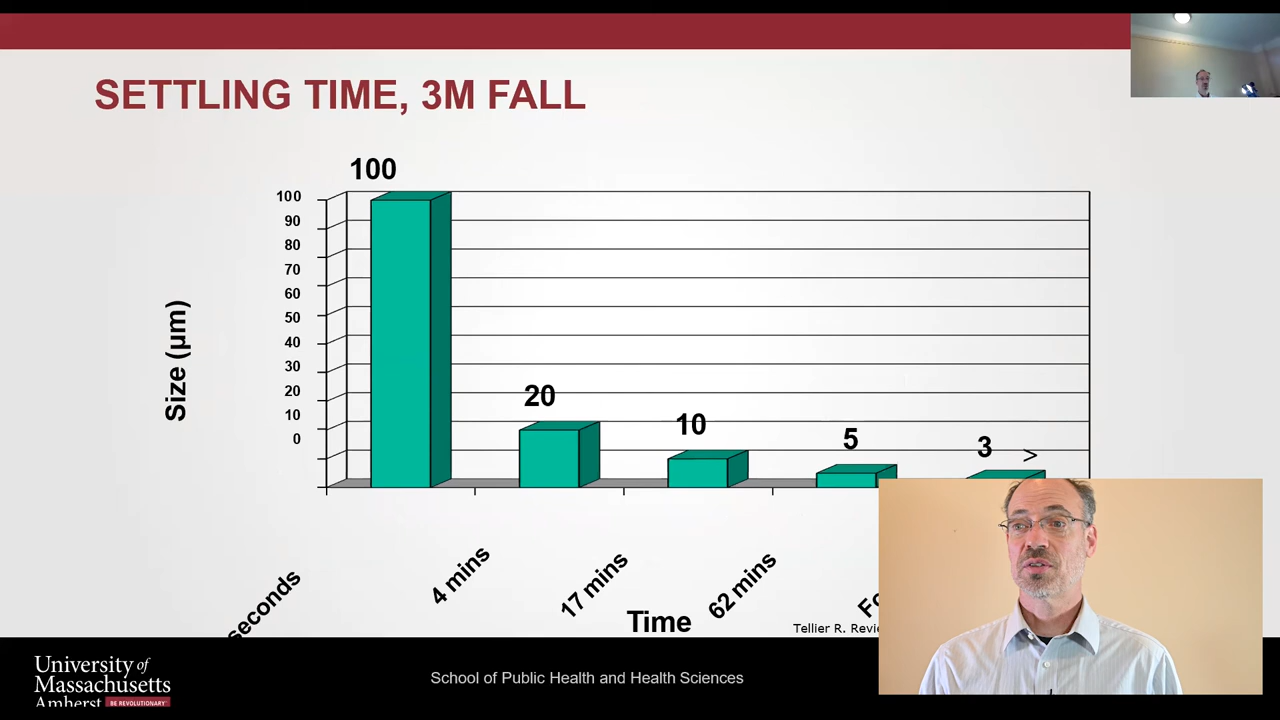 SETTLING TIME, 3M FALL
100
100
90
80
70
60
50
40
30
20
10
0
Size (µm)
20
10
5
3 >
seconds
4 mins
17 mins
62 mins
Time
Tellier R.
University of
Massachusetts
Amherst BE REVOLUTIONARY
School of Public Health and Health Sciences